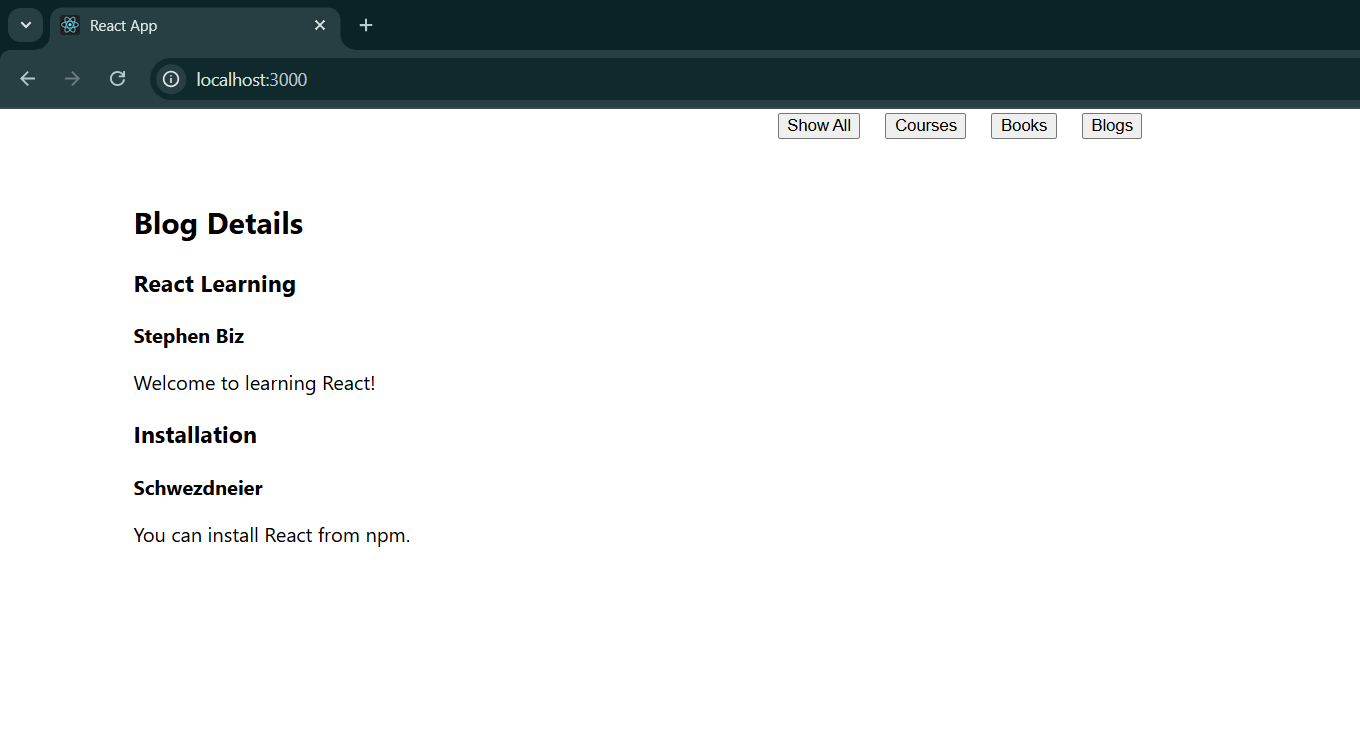 React App
localhost:3000
Show All Courses Books Blogs
Blog Details
React Learning
Stephen Biz
Welcome to learning React!
Installation
Schwezdneier
You can install React from npm.